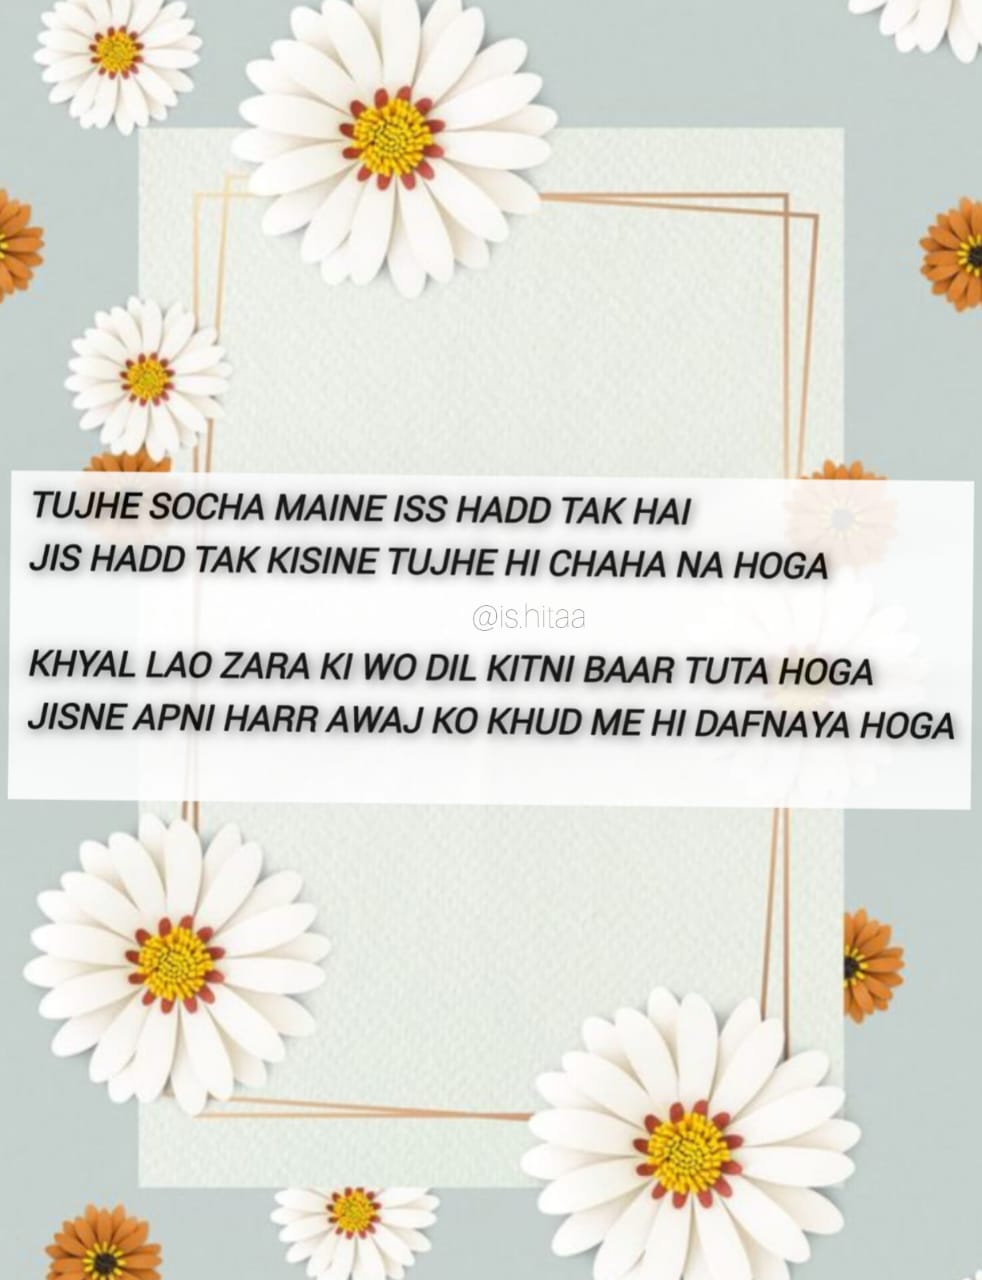 TUJHE SOCHA MAINE ISS HADD TAK HAI
JIS HADD TAK KISINE TUJHE HI CHAHA NA HOGA
@is.hitaa
KHYAL LAO ZARA KI WO DIL KITNI BAAR TUTA HOGA
JISNE APNI HARR AWAJ KO KHUD ME HI DAFNAYA HOGA